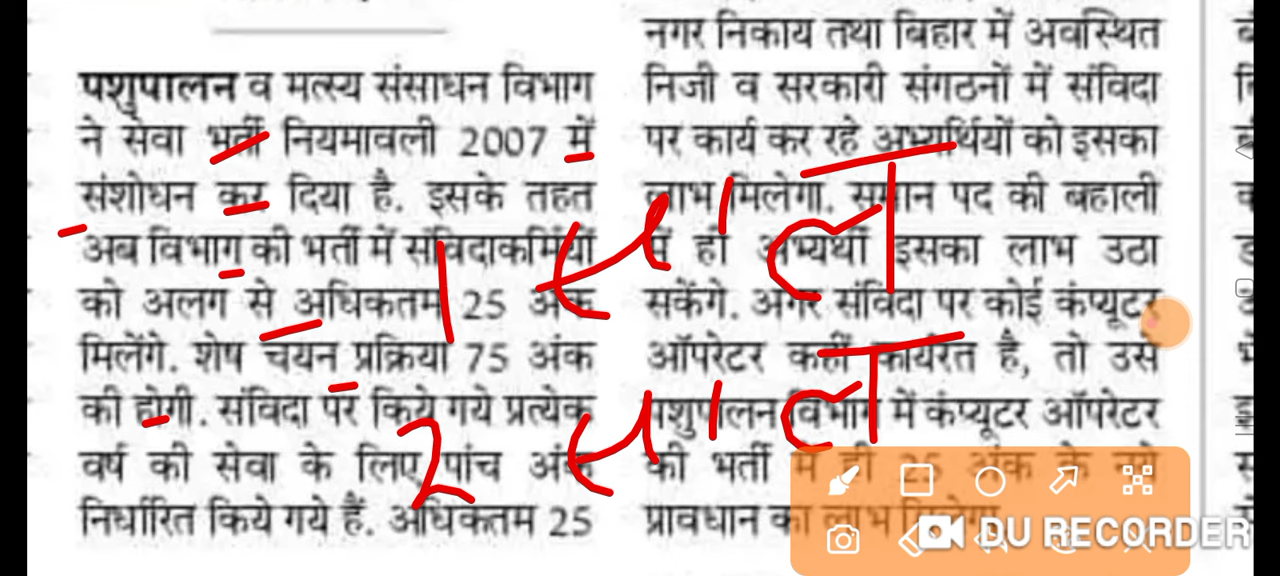 पशुपालन व मत्स्य संसाधन विभाग
ने सेवा भर्ती नियमावली 2007 में
संशोधन कर दिया है. इसके तहत
अब विभाग की भर्ती में संविदाकर्मियों
को अलग से अधिकतम 25 अंक
मिलेंगे. शेष चयन प्रक्रिया 75 अंक
की होगी. संविदा पर किये गये प्रत्येक
वर्ष की सेवा के लिए पांच अंक
निर्धारित किये गये हैं. अधिकतम 25
नगर निकाय तथा बिहार में अवस्थित
निजी व सरकारी संगठनों में संविदा
पर कार्य कर रहे अभ्यर्थियों को इसका
लाभ मिलेगा. समान पद की बहाली
में ही अभ्यर्थी इसका लाभ उठा
सकेंगे. अगर संविदा पर कोई कंप्यूटर
ऑपरेटर कहीं कार्यरत है, तो उसे
पशुपालन विभाग में कंप्यूटर ऑपरेटर
की भर्ती में ही 25 अंक के नये
प्रावधान का लाभ मिलेगा
1 साल
2 साल
DU RECORDER